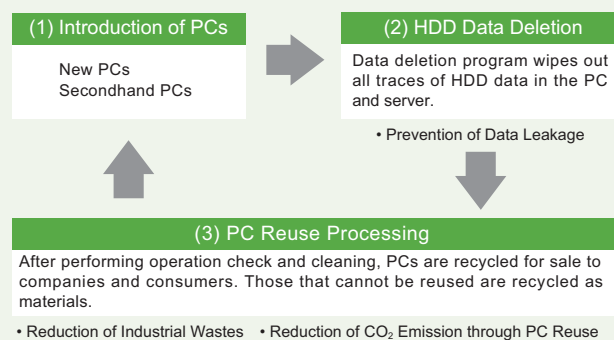 (1) Introduction of PCs
New PCs
Secondhand PCs
(2) HDD Data Deletion
Data deletion program wipes out
all traces of HDD data in the PC
and server.
• Prevention of Data Leakage
(3) PC Reuse Processing
After performing operation check and cleaning, PCs are recycled for sale to
companies and consumers. Those that cannot be reused are recycled as
materials.
• Reduction of Industrial Wastes • Reduction of CO₂ Emission through PC Reuse